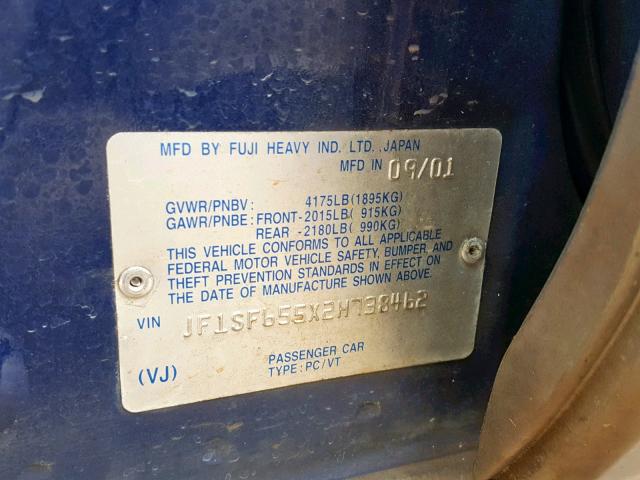 MFD BY FUJI HEAVY IND. LTD.,JAPAN
MFD IN 09/01
GVWR/PNBV: 4175LB(1895KG)
GAWR/PNBE: FRONT-2015LB( 915KG)
REAR -2180LB( 990KG)
THIS VEHICLE CONFORMS TO ALL APPLICABLE
FEDERAL MOTOR VEHICLE SAFETY, BUMPER, AND
THEFT PREVENTION STANDARDS IN EFFECT ON
THE DATE OF MANUFACTURE SHOWN ABOVE.
VIN JF1SF655X2H738462
PASSENGER CAR
(VJ) TYPE: PC/VT